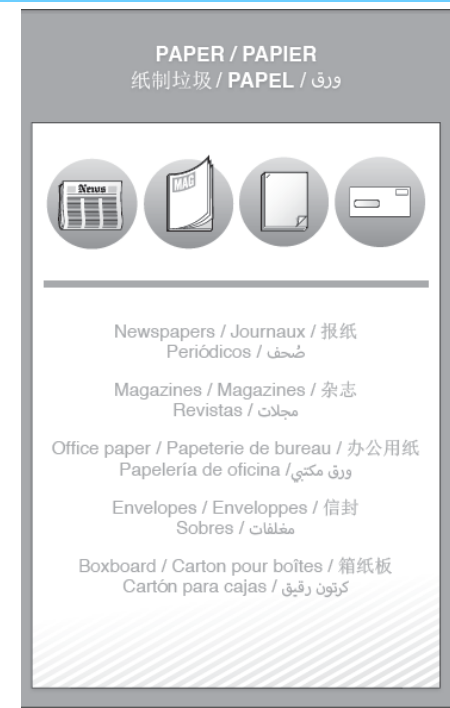 PAPER / PAPIER
纸制垃圾 / PAPEL / ورق
News
MAG
Newspapers / Journaux / 报纸
Periódicos / صُحف
Magazines / Magazines / 杂志
Revistas / مجلات
Office paper / Papeterie de bureau / 办公用纸
Papelería de oficina / ورق مكتبي
Envelopes / Enveloppes / 信封
Sobres / مغلفات
Boxboard / Carton pour boîtes / 箱纸板
Cartón para cajas / كرتون رقيق